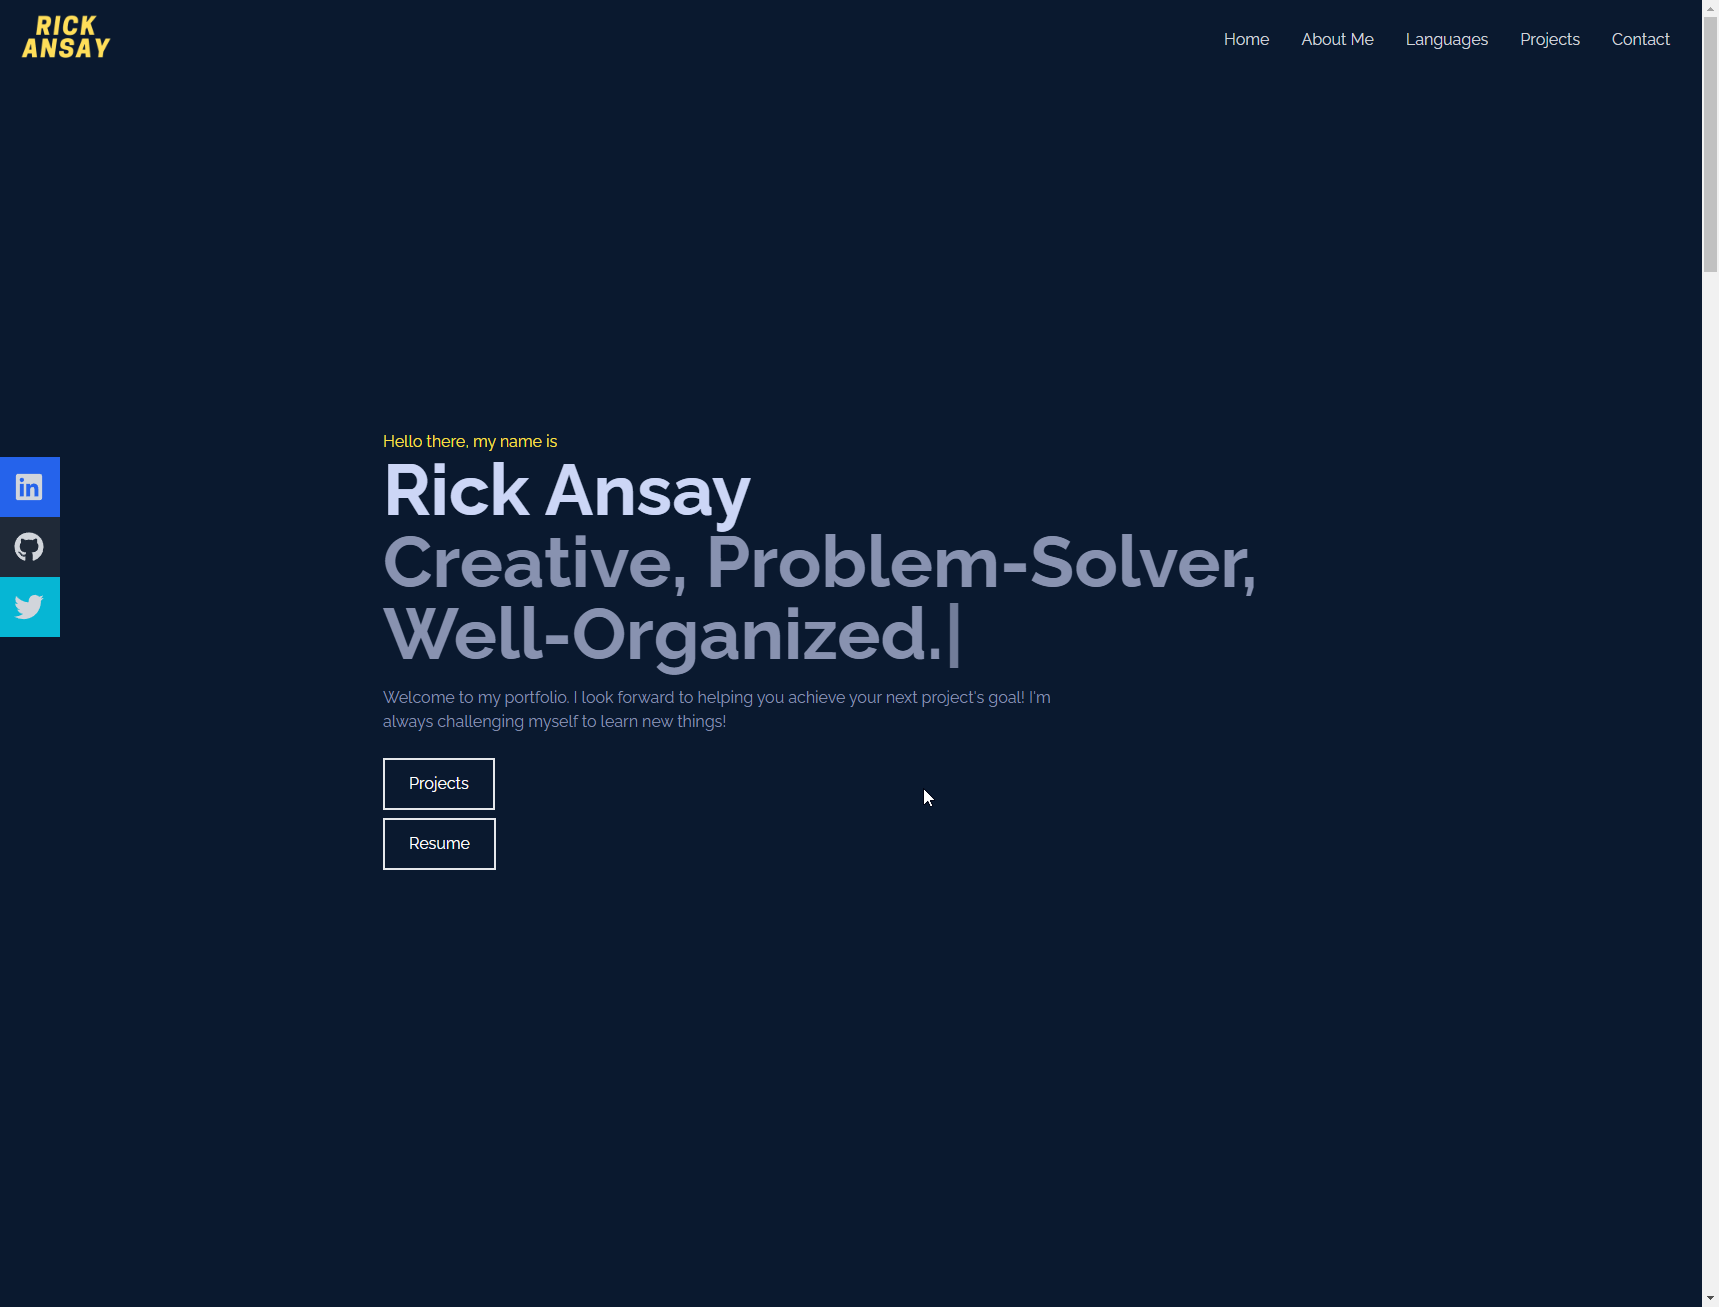 RICK
ANSAY
Home About Me Languages Projects Contact
Hello there, my name is
Rick Ansay
Creative, Problem-Solver,
Well-Organized.|
Welcome to my portfolio. I look forward to helping you achieve your next project's goal! I'm
always challenging myself to learn new things!
Projects
Resume